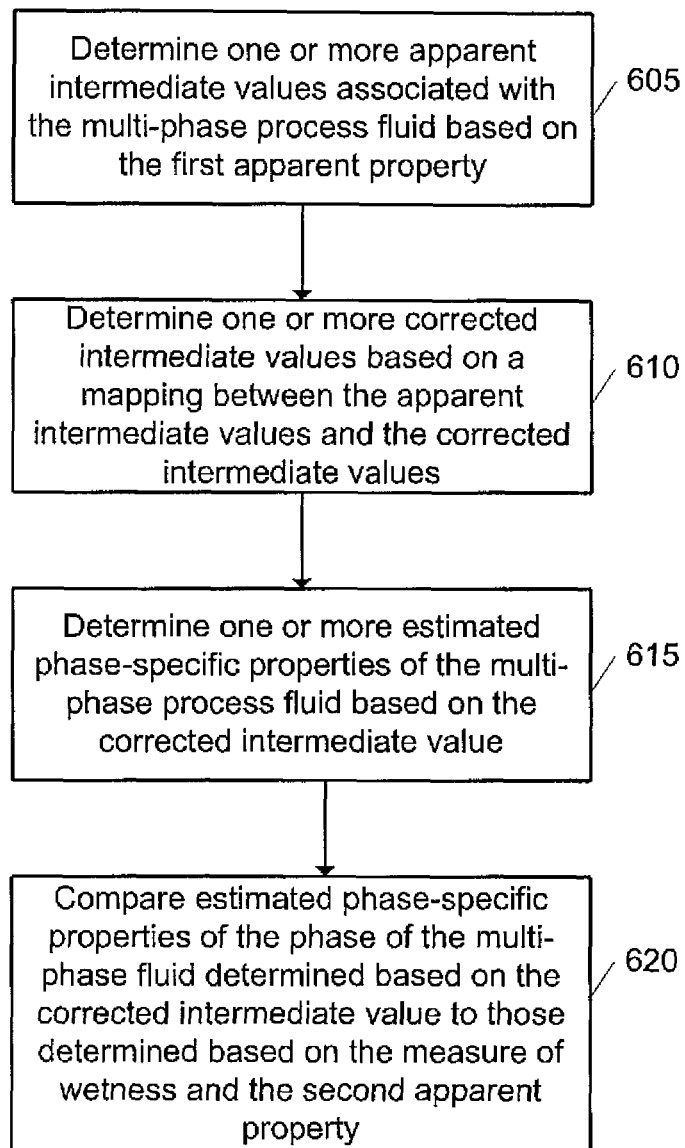 Determine one or more apparent
intermediate values associated with
the multi-phase process fluid based on
the first apparent property
605
Determine one or more corrected
intermediate values based on a
mapping between the apparent
intermediate values and the corrected
intermediate values
610
Determine one or more estimated
phase-specific properties of the multi-
phase process fluid based on the
corrected intermediate value
615
Compare estimated phase-specific
properties of the phase of the multi-
phase fluid determined based on the
corrected intermediate value to those
determined based on the measure of
wetness and the second apparent
property
620